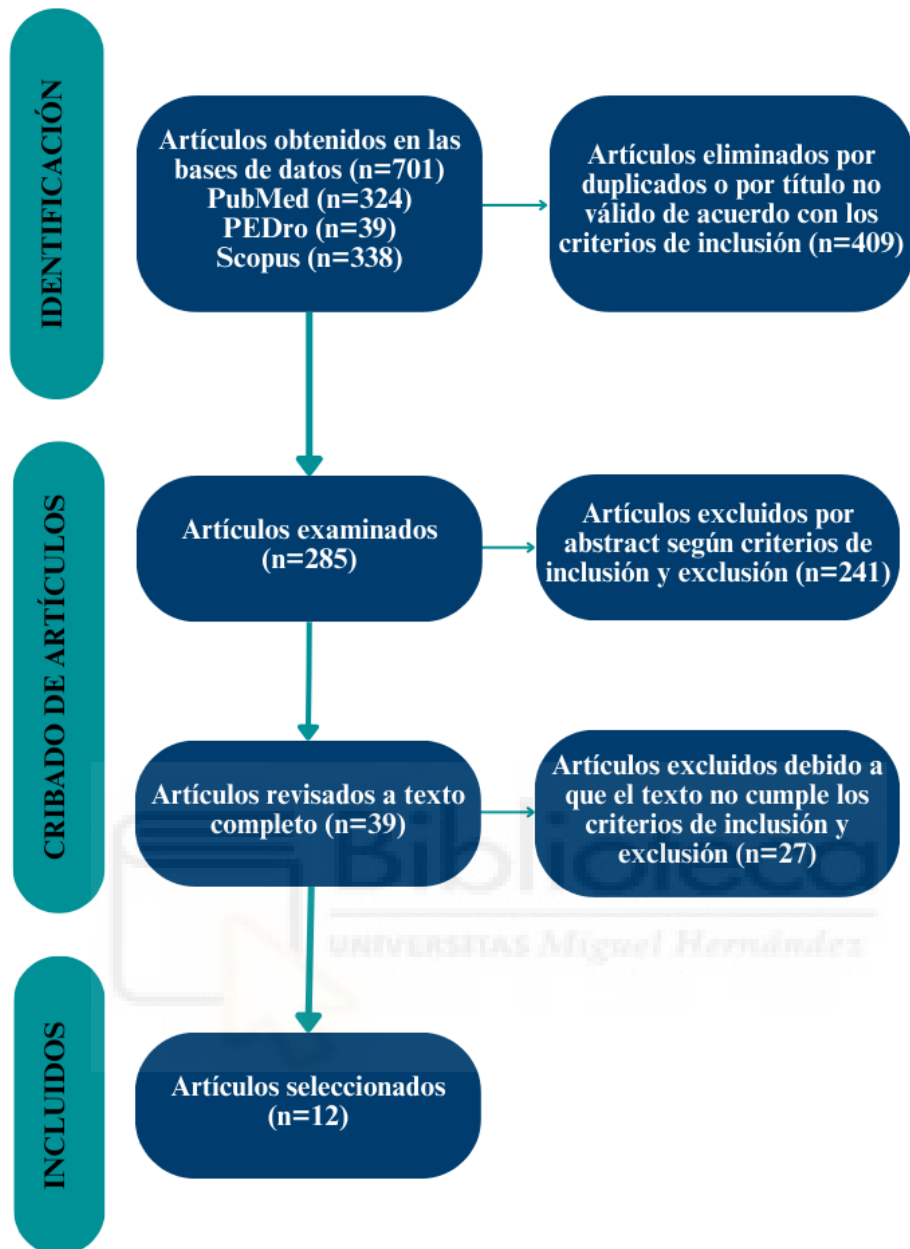 IDENTIFICACIÓN
Artículos obtenidos en las
bases de datos (n=701)
PubMed (n=324)
PEDro (n=39)
Scopus (n=338)
Artículos eliminados por
duplicados o por título no
válido de acuerdo con los
criterios de inclusión (n=409)
CRIBADO DE ARTÍCULOS
Artículos examinados
(n=285)
Artículos excluidos por
abstract según criterios de
inclusión y exclusión (n=241)
Artículos revisados a texto
completo (n=39)
Artículos excluidos debido a
que el texto no cumple los
criterios de inclusión y
exclusión (n=27)
Biblioteca
UNIVERSITAS Miguel Hernández
INCLUIDOS
Artículos seleccionados
(n=12)